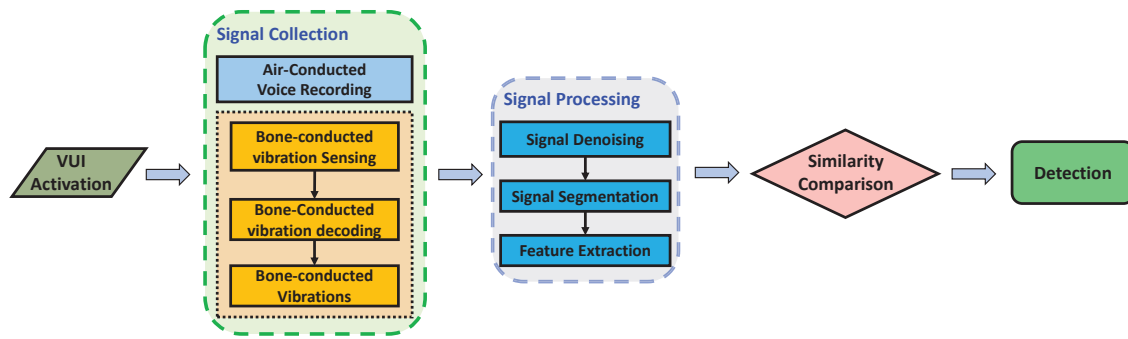 VUI
Activation
Signal Collection
Air-Conducted
Voice Recording
Bone-conducted
vibration Sensing
Bone-Conducted
vibration decoding
Bone-conducted
Vibrations
Signal Processing
Signal Denoising
Signal Segmentation
Feature Extraction
Similarity
Comparison
Detection